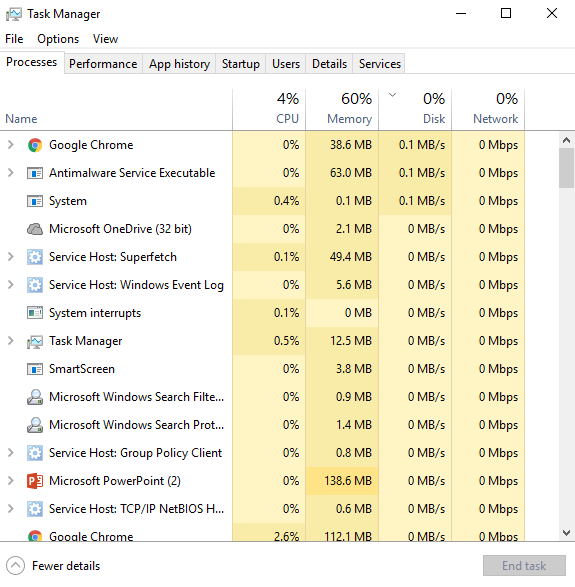 Task Manager
File Options View
Processes Performance App history Startup Users Details Services
4% 60% 0% 0%
Name CPU Memory Disk Network
Google Chrome 0% 38.6 MB 0.1 MB/s 0 Mbps
Antimalware Service Executable 0% 63.0 MB 0.1 MB/s 0 Mbps
System 0.4% 0.1 MB 0.1 MB/s 0 Mbps
Microsoft OneDrive (32 bit) 0% 2.1 MB 0 MB/s 0 Mbps
Service Host: Superfetch 0.1% 49.4 MB 0 MB/s 0 Mbps
Service Host: Windows Event Log 0% 5.6 MB 0 MB/s 0 Mbps
System interrupts 0.1% 0 MB 0 MB/s 0 Mbps
Task Manager 0.5% 12.5 MB 0 MB/s 0 Mbps
SmartScreen 0% 3.8 MB 0 MB/s 0 Mbps
Microsoft Windows Search Filte... 0% 0.9 MB 0 MB/s 0 Mbps
Microsoft Windows Search Prot... 0% 1.4 MB 0 MB/s 0 Mbps
Service Host: Group Policy Client 0% 0.8 MB 0 MB/s 0 Mbps
Microsoft PowerPoint (2) 0% 138.6 MB 0 MB/s 0 Mbps
Service Host: TCP/IP NetBIOS H... 0% 0.6 MB 0 MB/s 0 Mbps
Google Chrome 2.6% 112.1 MB 0 MB/s 0 Mbps
Fewer details End task